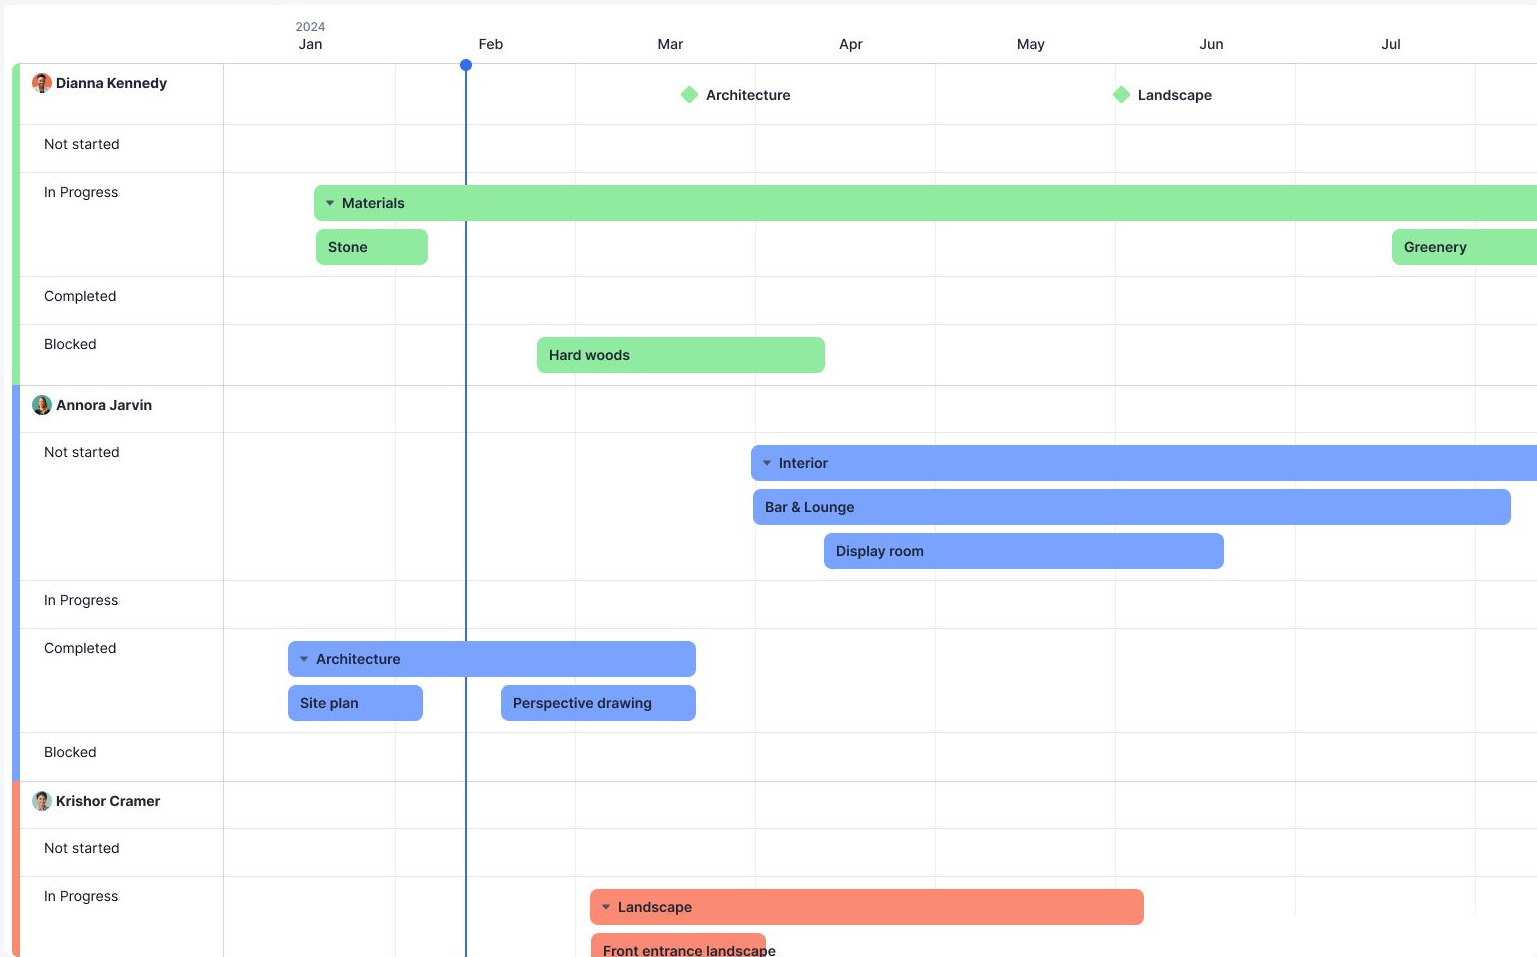 2024
Jan Feb Mar Apr May Jun Jul
Dianna Kennedy
Architecture Landscape
Not started
In Progress
Materials
Stone Greenery
Completed
Blocked
Hard woods
Annora Jarvin
Not started
Interior
Bar & Lounge
Display room
In Progress
Completed
Architecture
Site plan Perspective drawing
Blocked
Krishor Cramer
Not started
In Progress
Landscape
Front entrance landscape